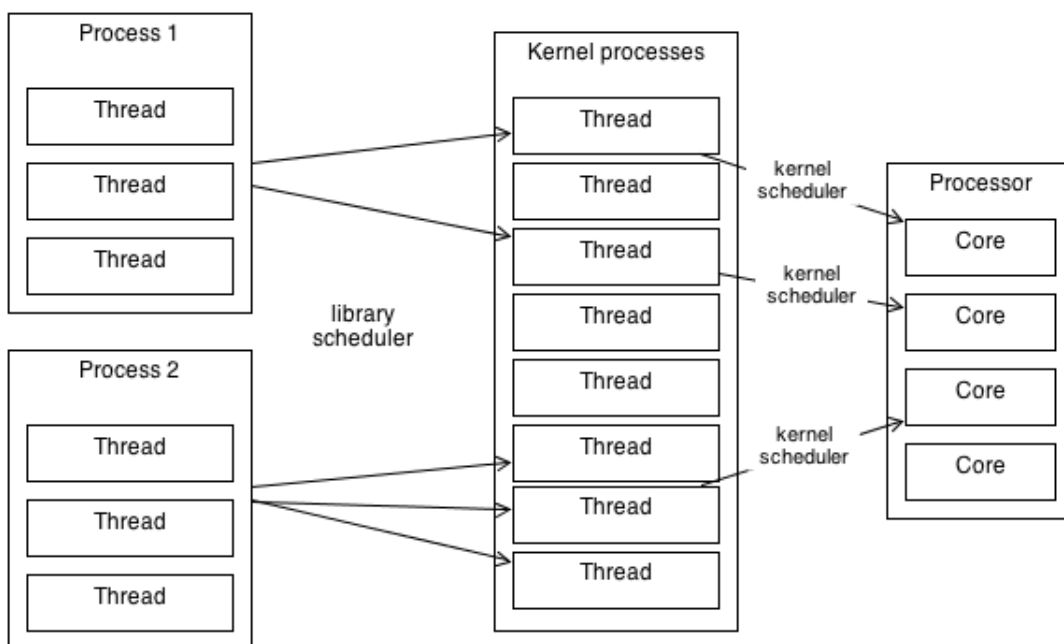 Process 1
Thread
Thread
Thread
Process 2
Thread
Thread
Thread
library
scheduler
Kernel processes
Thread
Thread
Thread
Thread
Thread
Thread
Thread
Thread
kernel
scheduler
kernel
scheduler
kernel
scheduler
Processor
Core
Core
Core
Core